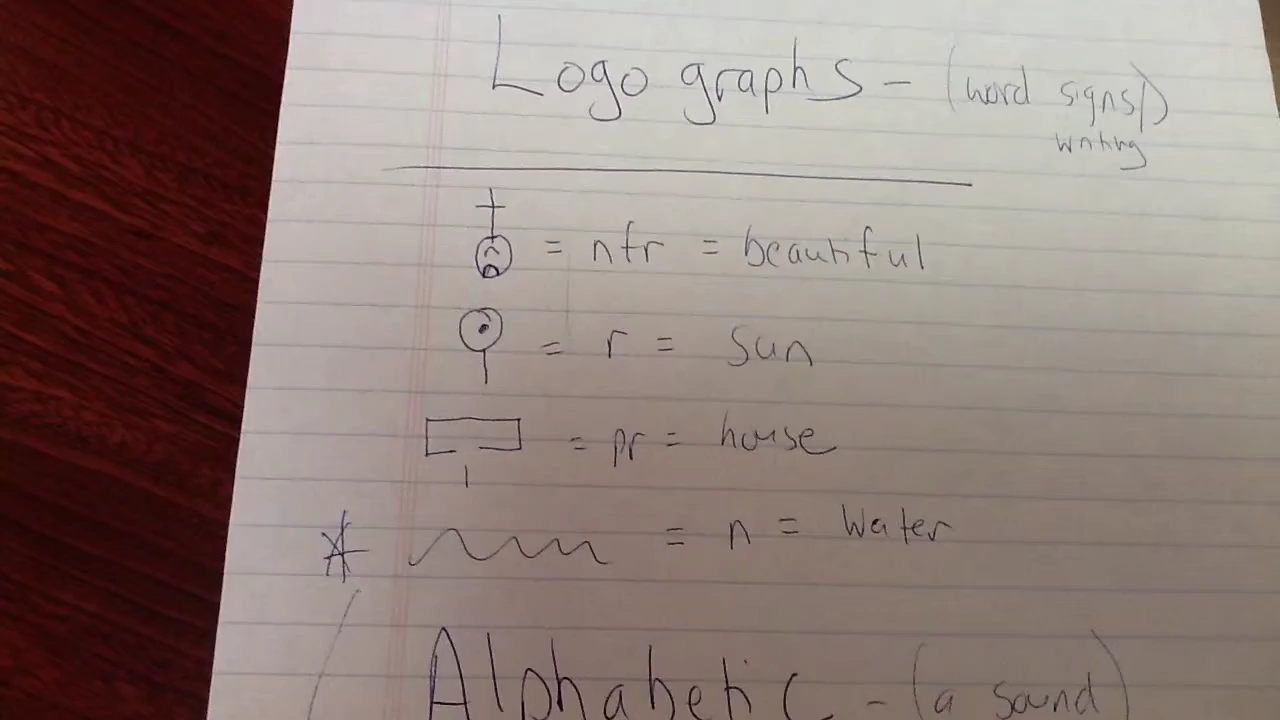 Logographs - (word signs/)
writing
= nfr = beautiful
= r = sun
= pr = house
* = n = Water
Alphabetic - (a sound)